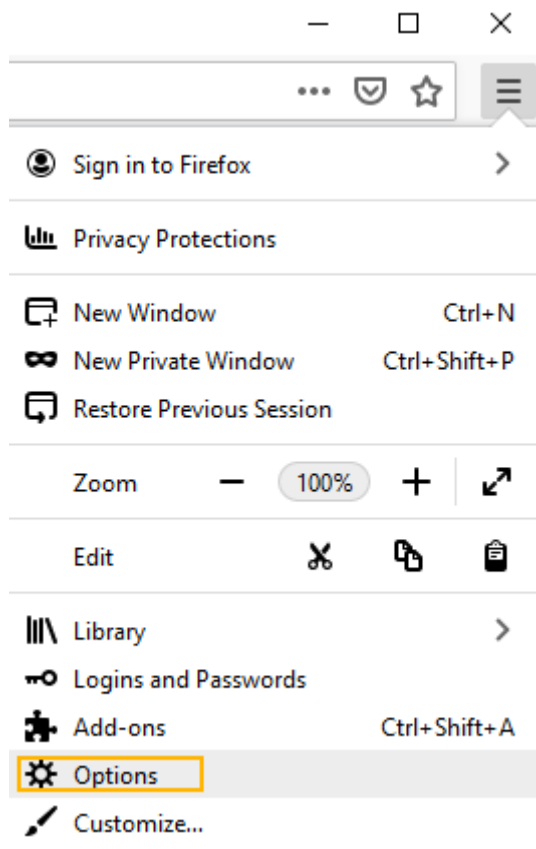 Sign in to Firefox
Privacy Protections
New Window Ctrl+N
New Private Window Ctrl+Shift+P
Restore Previous Session
Zoom 100%
Edit
Library
Logins and Passwords
Add-ons Ctrl+Shift+A
Options
Customize...